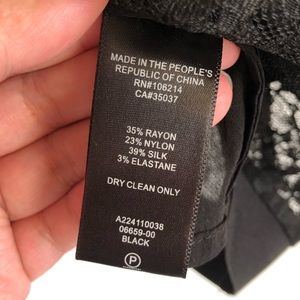 MADE IN THE PEOPLE'S
REPUBLIC OF CHINA
RN#106214
CA#35037
35% RAYON
23% NYLON
39% SILK
3% ELASTANE
DRY CLEAN ONLY
A224110038
06659-00
BLACK
P